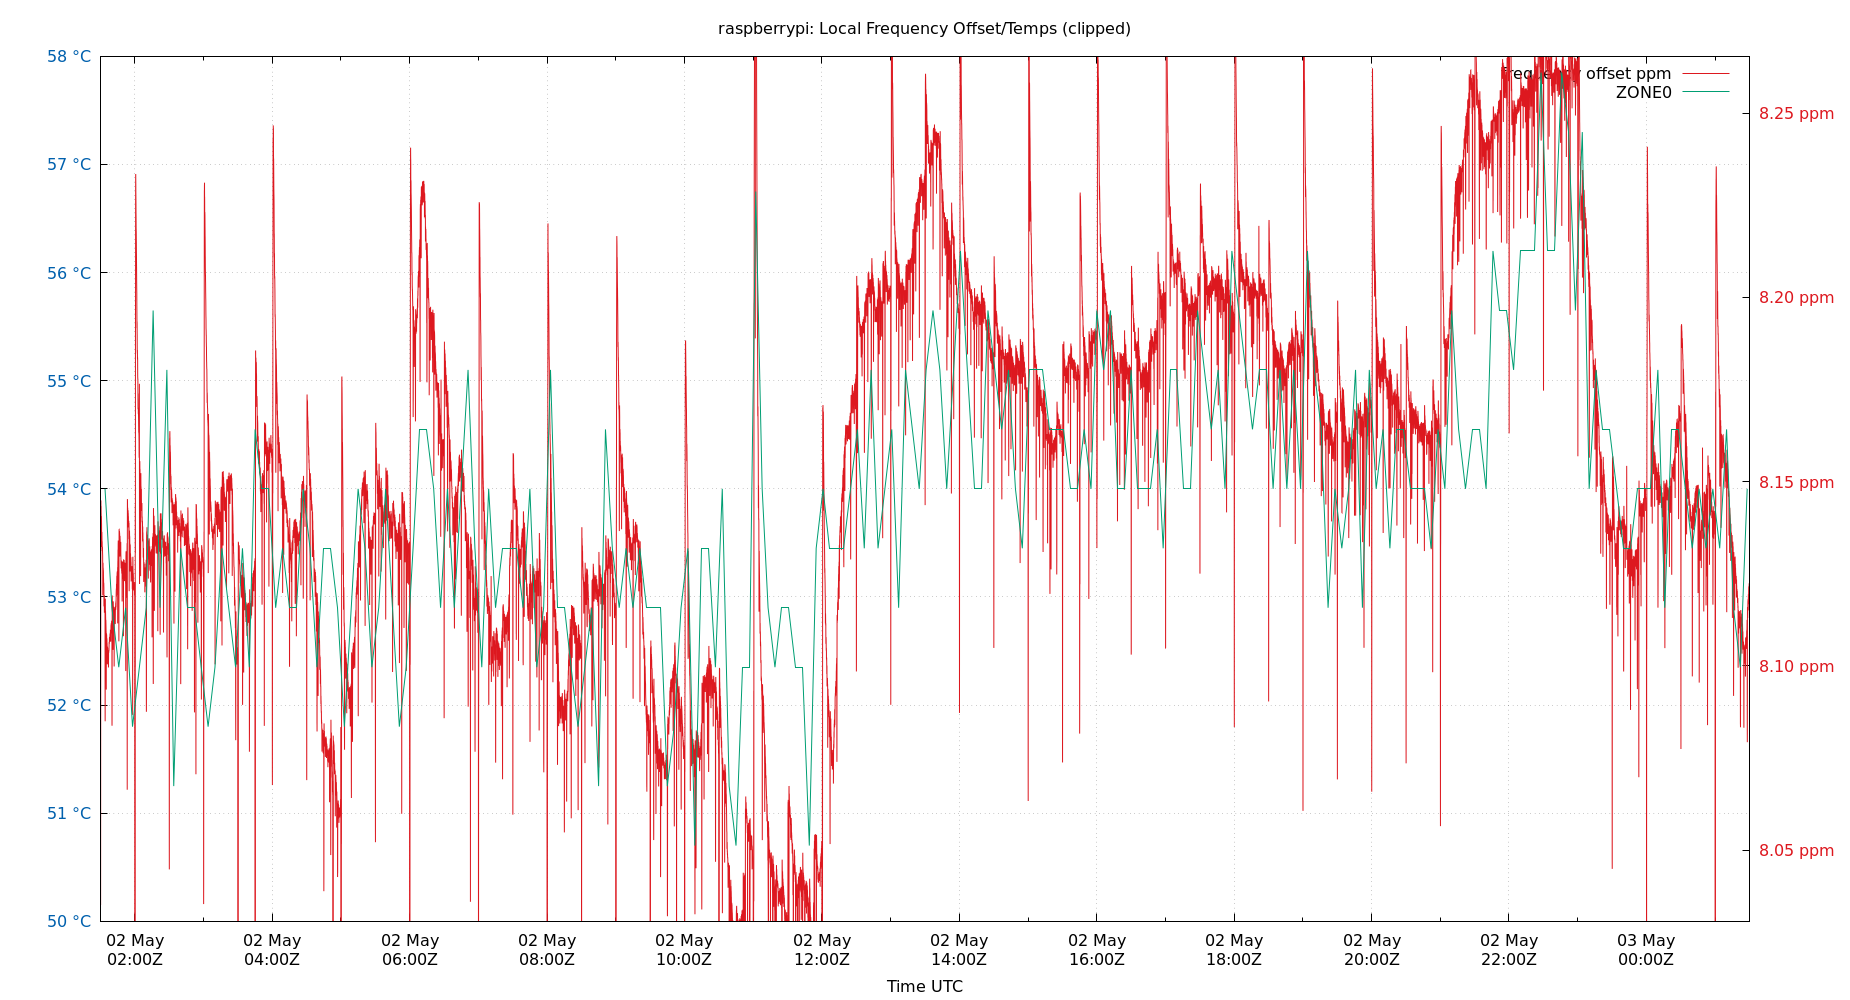 raspberrypi: Local Frequency Offset/Temps (clipped)
58 °C
57 °C
56 °C
55 °C
54 °C
53 °C
52 °C
51 °C
50 °C
Frequency offset ppm
ZONE0
8.25 ppm
8.20 ppm
8.15 ppm
8.10 ppm
8.05 ppm
02 May 02 May 02 May 02 May 02 May 02 May 02 May 02 May 02 May 02 May 02 May 03 May
02:00Z 04:00Z 06:00Z 08:00Z 10:00Z 12:00Z 14:00Z 16:00Z 18:00Z 20:00Z 22:00Z 00:00Z
Time UTC